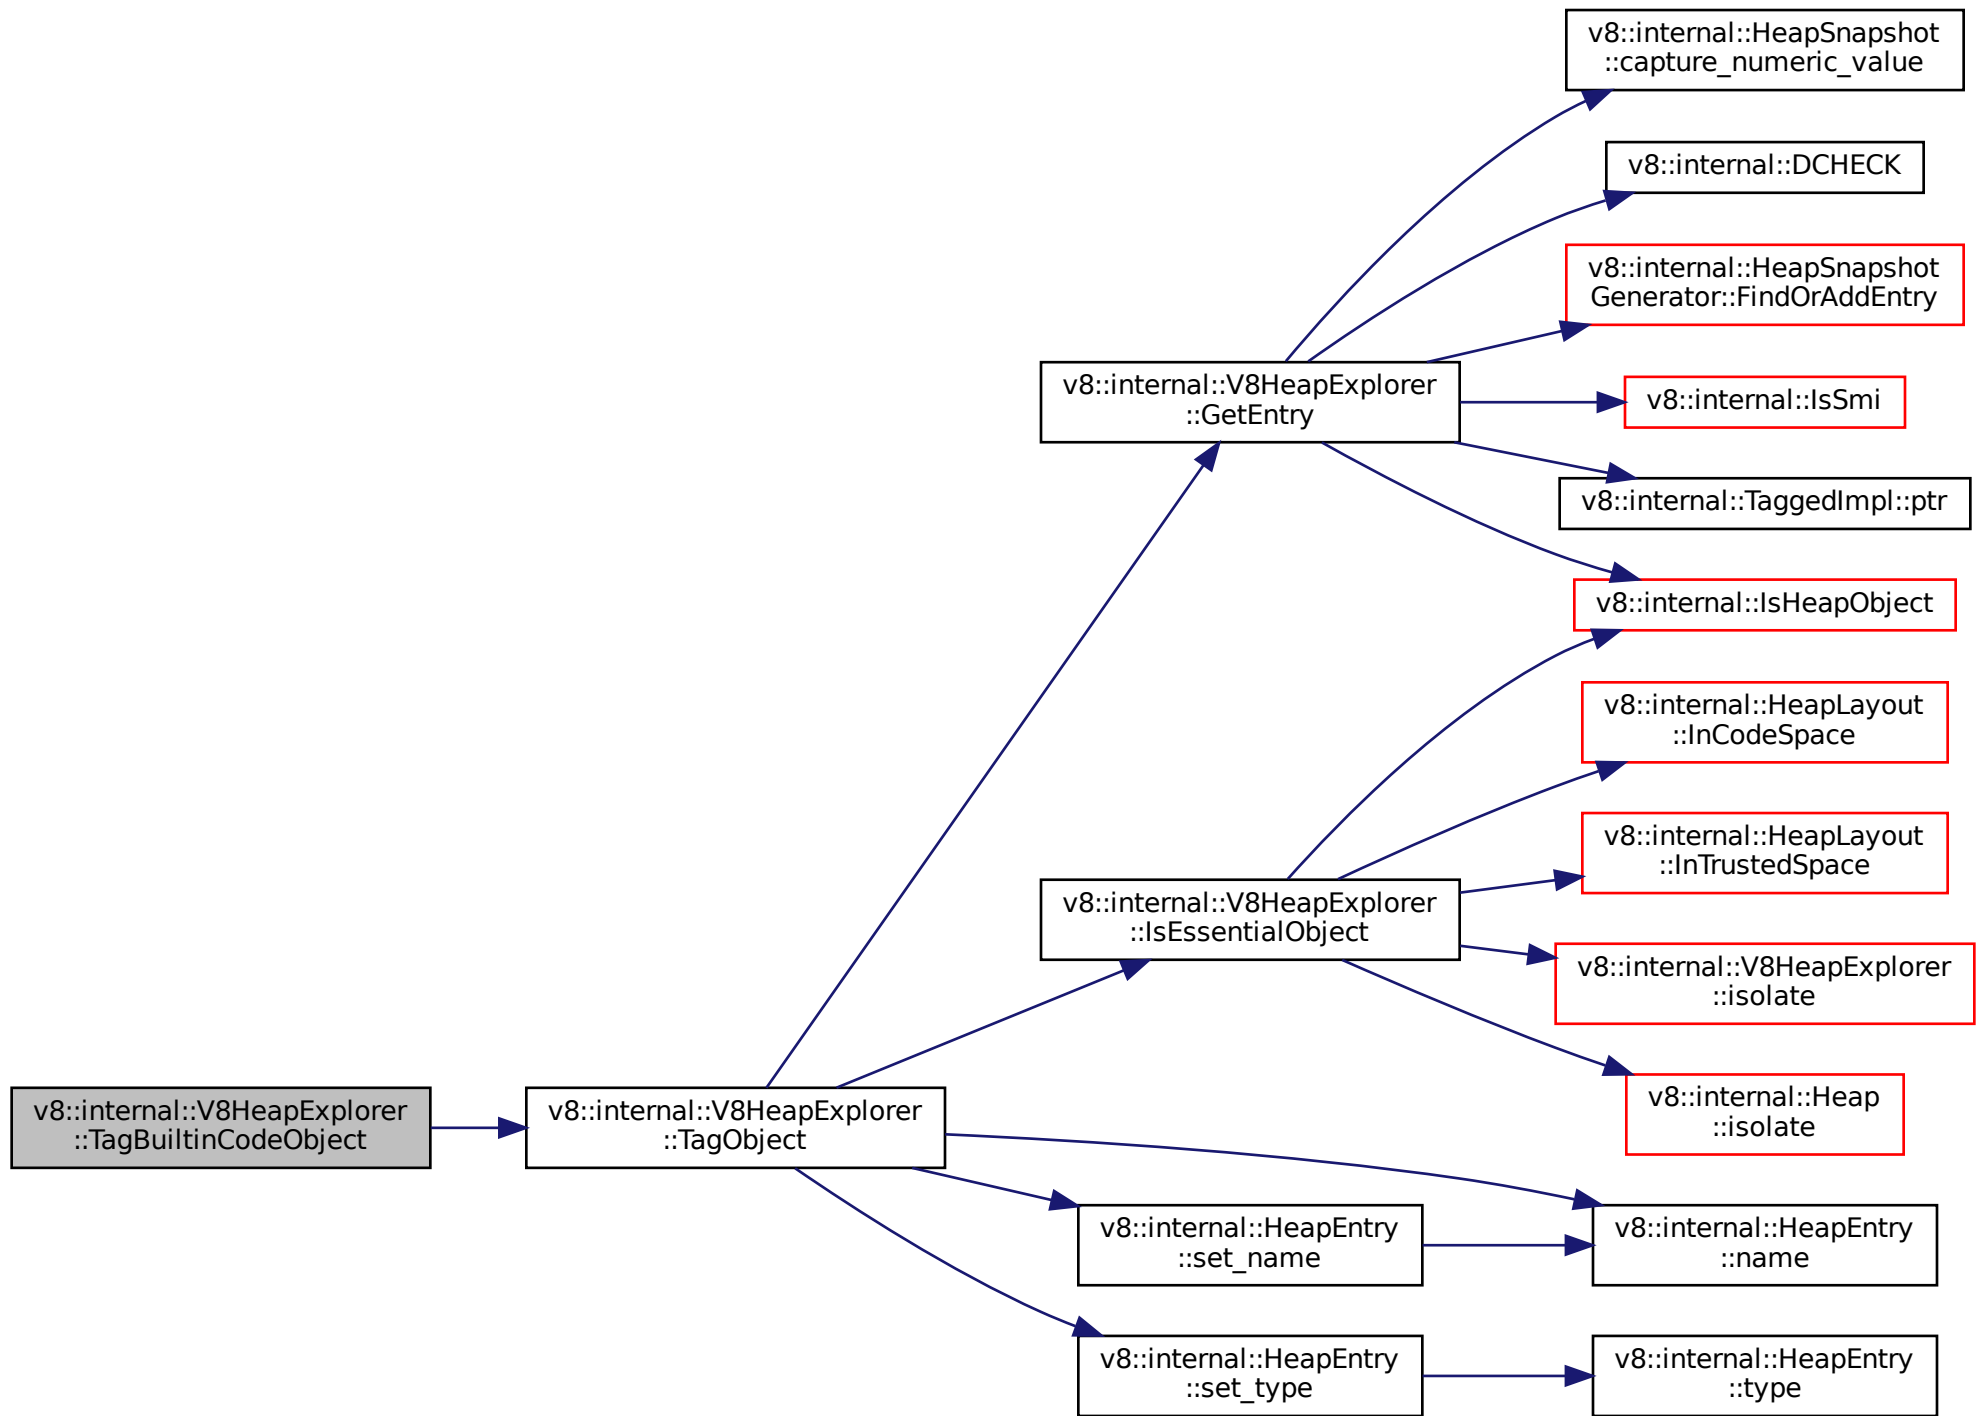 v8::internal::HeapSnapshot
::capture_numeric_value
v8::internal::DCHECK
v8::internal::HeapSnapshot
Generator::FindOrAddEntry
v8::internal::V8HeapExplorer
::GetEntry
v8::internal::IsSmi
v8::internal::TaggedImpl::ptr
v8::internal::IsHeapObject
v8::internal::HeapLayout
::InCodeSpace
v8::internal::HeapLayout
::InTrustedSpace
v8::internal::V8HeapExplorer
::IsEssentialObject
v8::internal::V8HeapExplorer
::isolate
v8::internal::Heap
::isolate
v8::internal::V8HeapExplorer
::TagBuiltinCodeObject
v8::internal::V8HeapExplorer
::TagObject
v8::internal::HeapEntry
::set_name
v8::internal::HeapEntry
::name
v8::internal::HeapEntry
::set_type
v8::internal::HeapEntry
::type